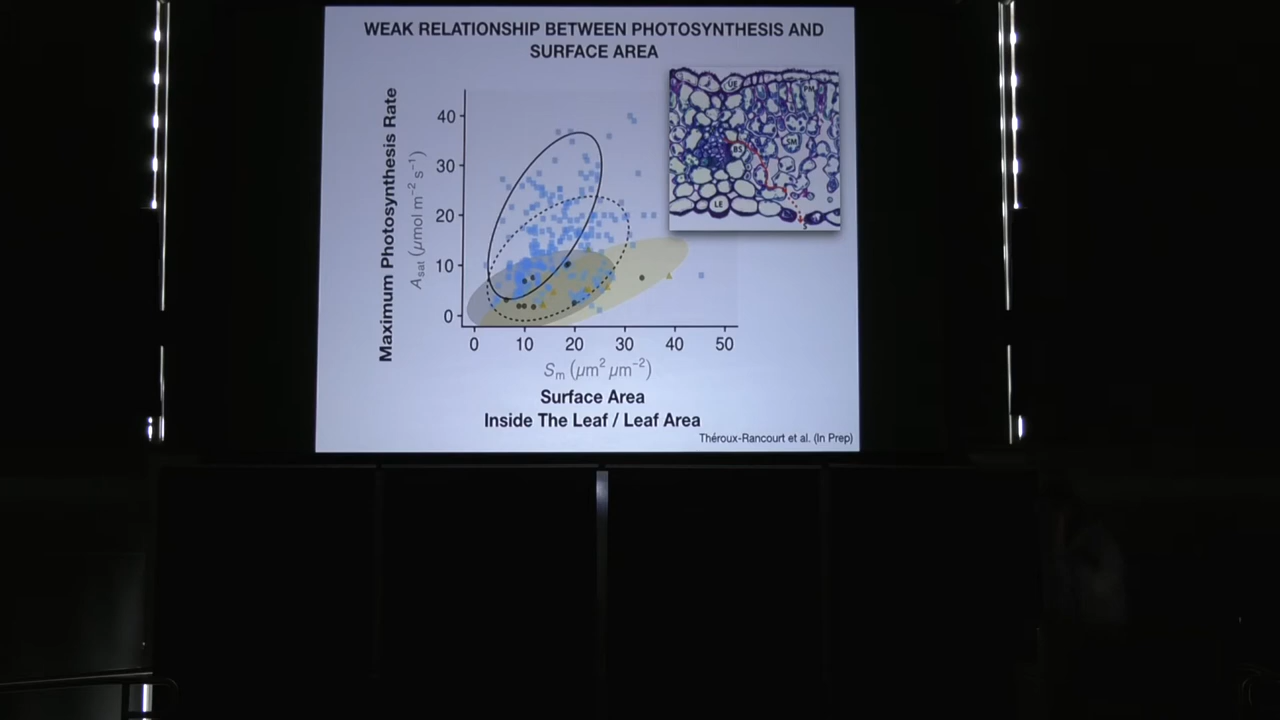 WEAK RELATIONSHIP BETWEEN PHOTOSYNTHESIS AND
SURFACE AREA
Maximum Photosynthesis Rate
Asat (µmol m⁻² s⁻¹)
40
30
20
10
0
0 10 20 30 40 50
Sm (µm² µm⁻²)
Surface Area
Inside The Leaf / Leaf Area
UE
PM
SM
BS
LE
S
Théroux-Rancourt et al. (In Prep)